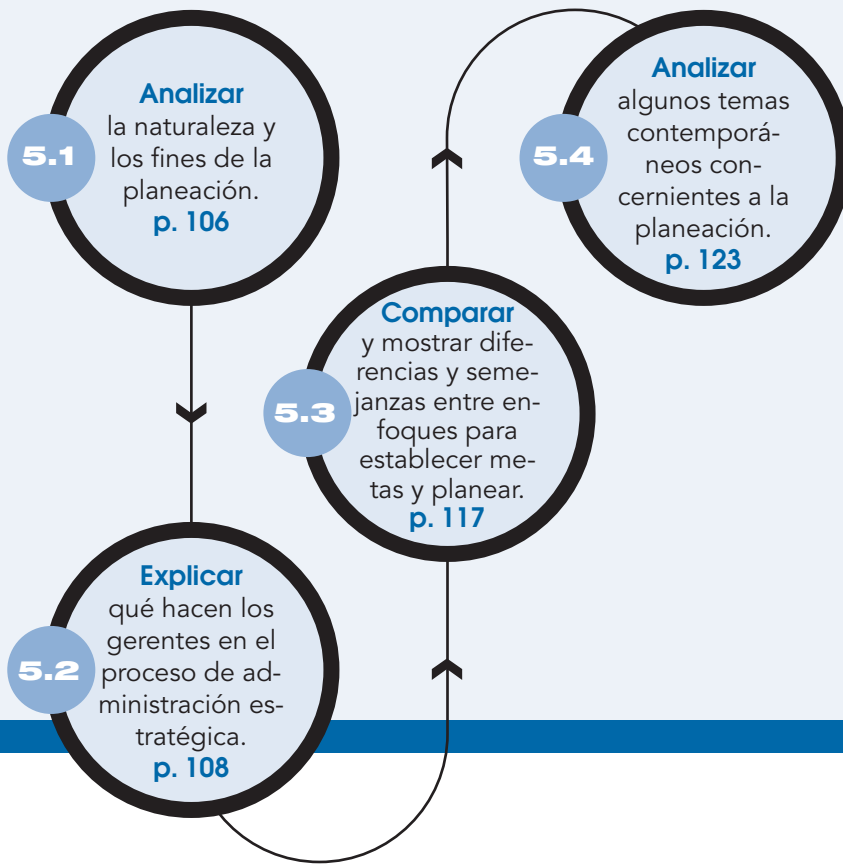 5.1
Analizar
la naturaleza y
los fines de la
planeación.
p. 106
5.2
Explicar
qué hacen los
gerentes en el
proceso de ad-
ministración es-
tratégica.
p. 108
5.3
Comparar
y mostrar dife-
rencias y seme-
janzas entre en-
foques para
establecer me-
tas y planear.
p. 117
5.4
Analizar
algunos temas
contemporá-
neos con-
cernientes a la
planeación.
p. 123